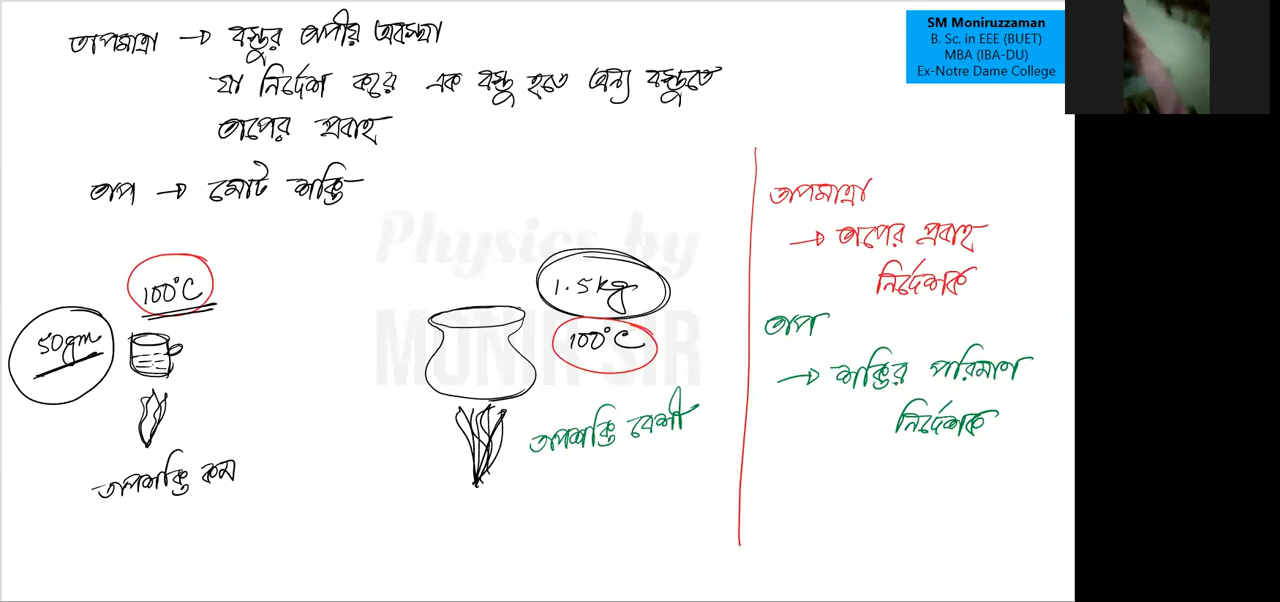 তাপমাত্রা → বস্তুর তাপীয় অবস্থা
যা নির্দেশ করে এক বস্তু হতে অন্য বস্তুতে
তাপের প্রবাহ
তাপ → মোট শক্তি
100°C
50gm
তাপশক্তি কম
1.5kg
100°C
তাপশক্তি বেশী
তাপমাত্রা
→ তাপের প্রবাহ
নির্দেশক
তাপ
→ শক্তির পরিমাণ
নির্দেশক
SM Moniruzzaman
B. Sc. in EEE (BUET)
MBA (IBA-DU)
Ex-Notre Dame College
Physics by
MONIR SIR